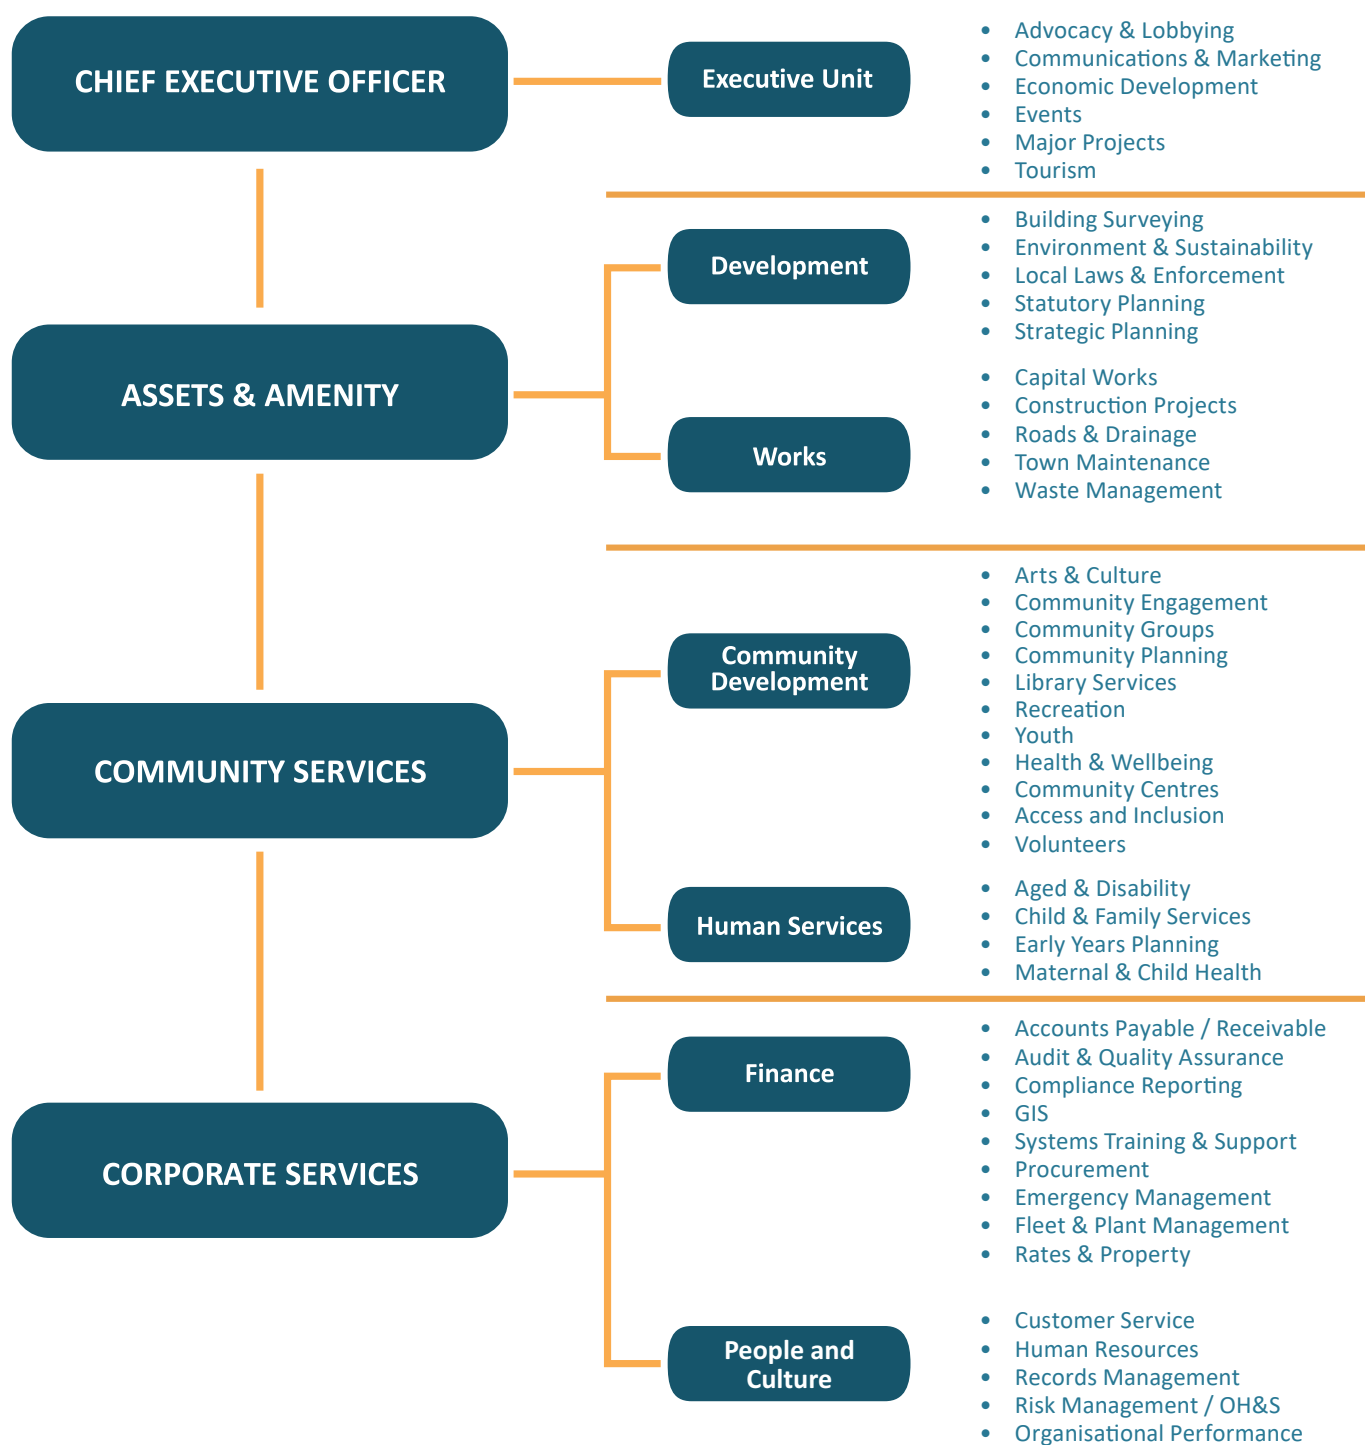 CHIEF EXECUTIVE OFFICER
Executive Unit
• Advocacy & Lobbying
• Communications & Marketing
• Economic Development
• Events
• Major Projects
• Tourism
ASSETS & AMENITY
Development
• Building Surveying
• Environment & Sustainability
• Local Laws & Enforcement
• Statutory Planning
• Strategic Planning
Works
• Capital Works
• Construction Projects
• Roads & Drainage
• Town Maintenance
• Waste Management
COMMUNITY SERVICES
Community
Development
• Arts & Culture
• Community Engagement
• Community Groups
• Community Planning
• Library Services
• Recreation
• Youth
• Health & Wellbeing
• Community Centres
• Access and Inclusion
• Volunteers
Human Services
• Aged & Disability
• Child & Family Services
• Early Years Planning
• Maternal & Child Health
CORPORATE SERVICES
Finance
• Accounts Payable / Receivable
• Audit & Quality Assurance
• Compliance Reporting
• GIS
• Systems Training & Support
• Procurement
• Emergency Management
• Fleet & Plant Management
• Rates & Property
People and
Culture
• Customer Service
• Human Resources
• Records Management
• Risk Management / OH&S
• Organisational Performance